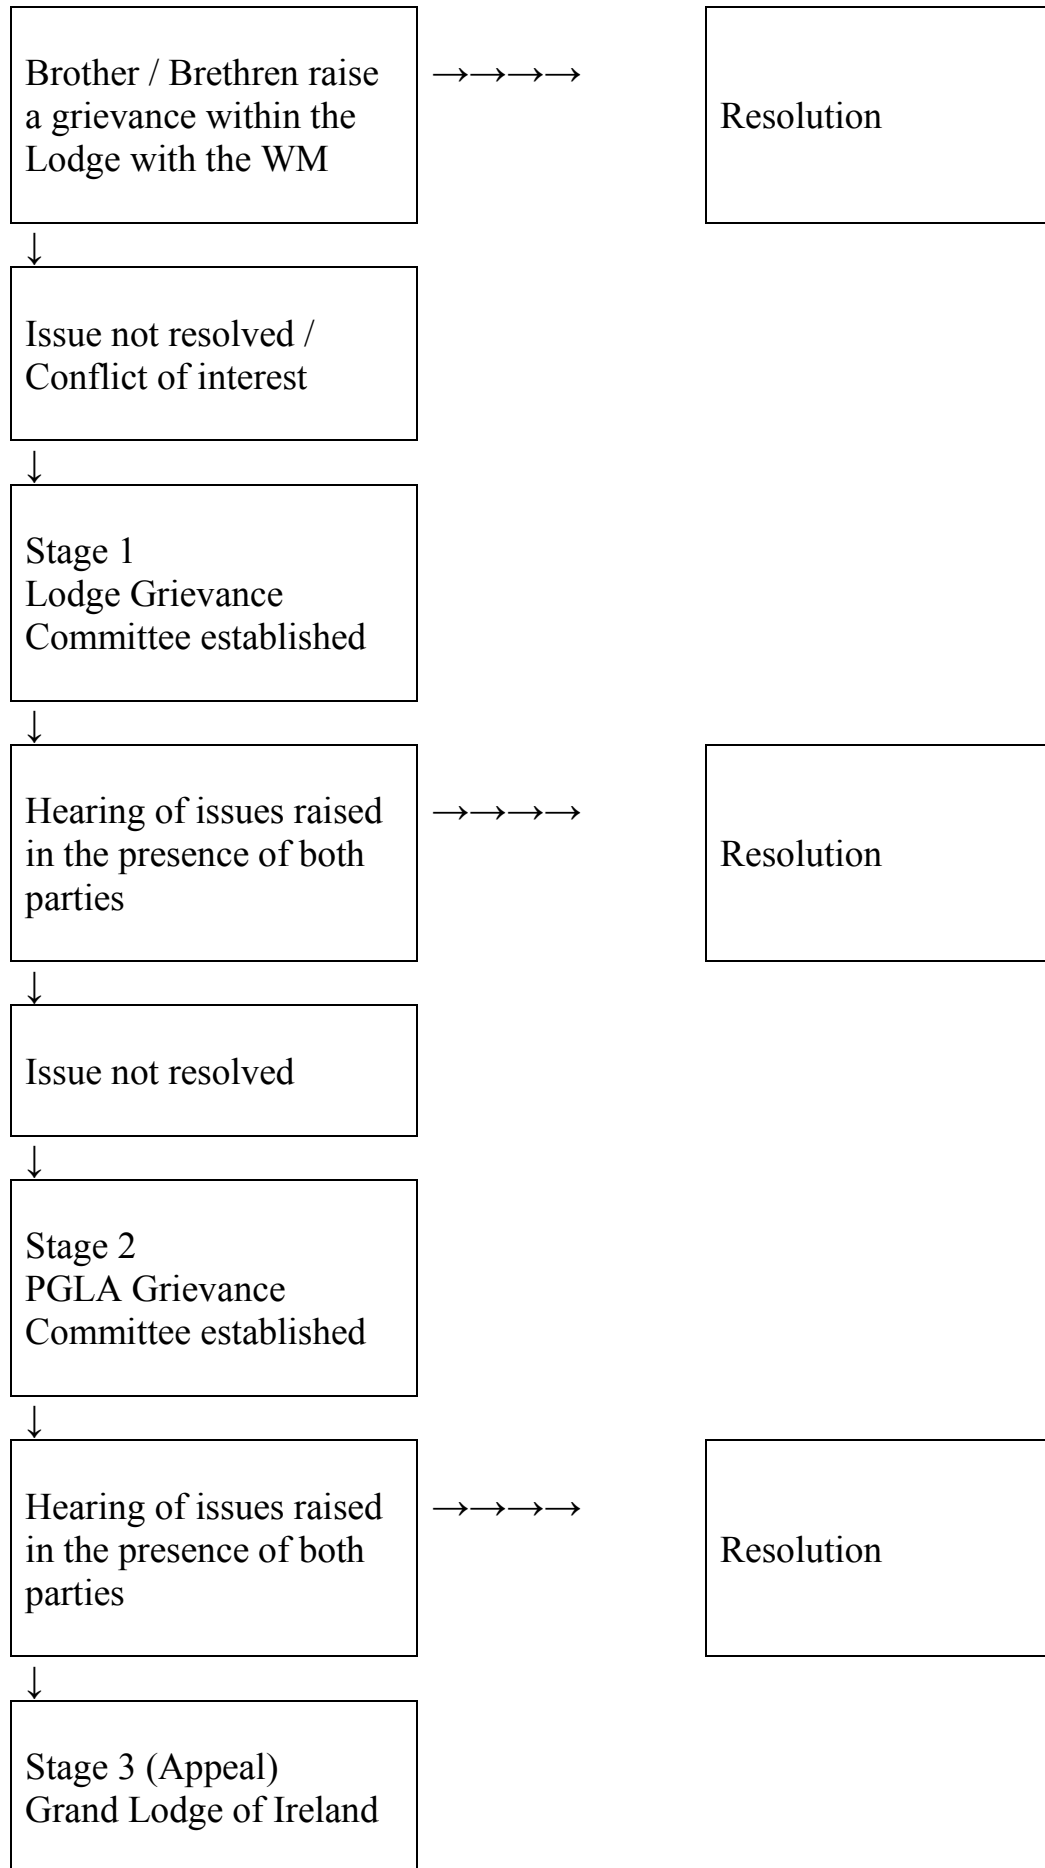 Brother / Brethren raise
a grievance within the
Lodge with the WM
→→→→
Resolution
↓
Issue not resolved /
Conflict of interest
↓
Stage 1
Lodge Grievance
Committee established
↓
Hearing of issues raised
in the presence of both
parties
→→→→
Resolution
↓
Issue not resolved
↓
Stage 2
PGLA Grievance
Committee established
↓
Hearing of issues raised
in the presence of both
parties
→→→→
Resolution
↓
Stage 3 (Appeal)
Grand Lodge of Ireland